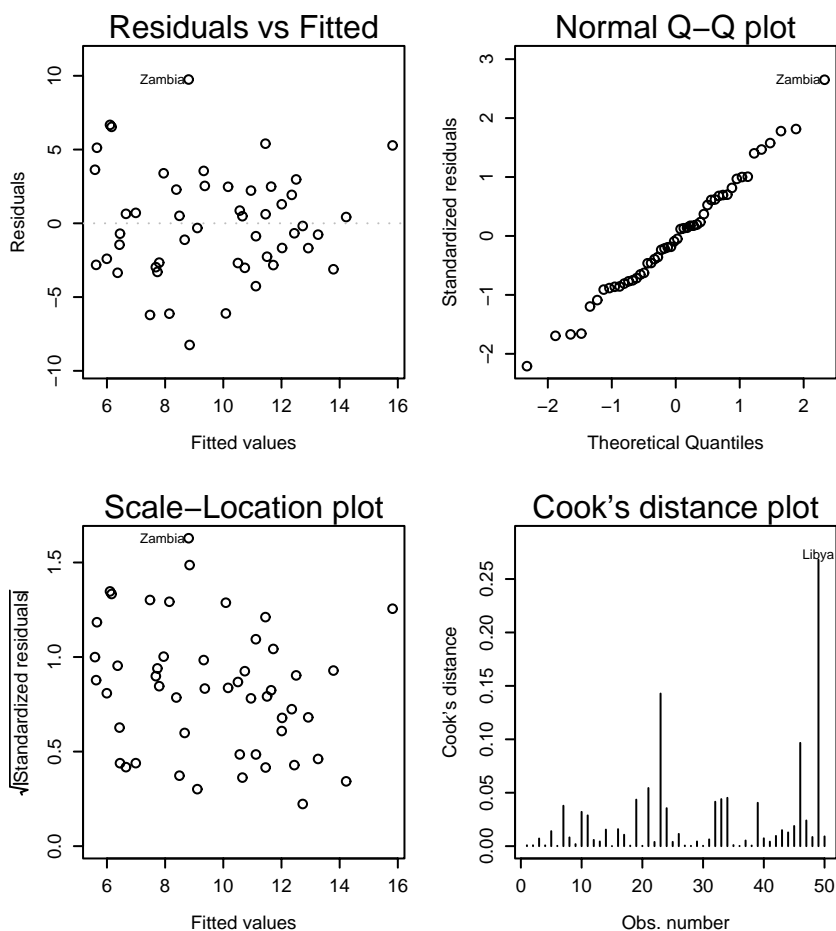 Residuals vs Fitted
Zambia
10
5
0
−5
−10
Residuals
6 8 10 12 14 16
Fitted values
Normal Q−Q plot
Zambia
3
2
1
0
−1
−2
Standardized residuals
−2 −1 0 1 2
Theoretical Quantiles
Scale−Location plot
Zambia
1.5
1.0
0.5
0.0
√|Standardized residuals|
6 8 10 12 14 16
Fitted values
Cook's distance plot
Libya
0.25
0.15
0.05
0.00
Cook's distance
0 10 20 30 40 50
Obs. number